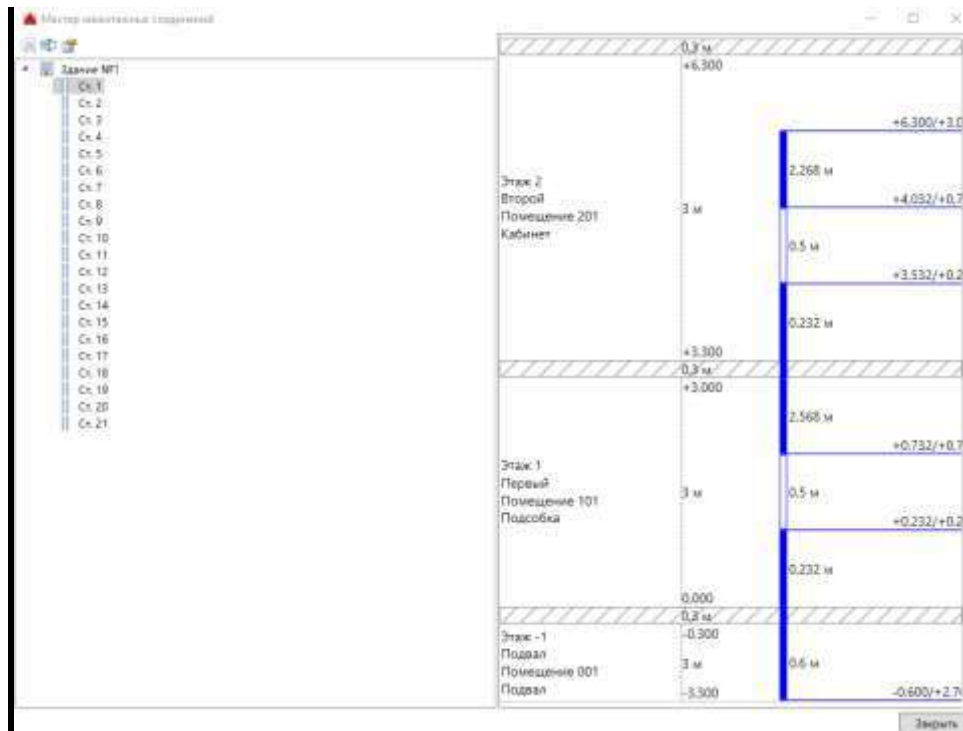 Мастер межэтажных соединений
Здание №1
Ст. 1
Ст. 2
Ст. 3
Ст. 4
Ст. 5
Ст. 6
Ст. 7
Ст. 8
Ст. 9
Ст. 10
Ст. 11
Ст. 12
Ст. 13
Ст. 14
Ст. 15
Ст. 16
Ст. 17
Ст. 18
Ст. 19
Ст. 20
Ст. 21
0,3 м
+6.300
+6.300/+3.0
2,268 м
Этаж 2
Второй
Помещение 201
Кабинет
3 м
+4.032/+0.7
0.5 м
+3.532/+0.2
0,232 м
+3.300
0,3 м
+3.000
2,568 м
+0.732/+0.7
Этаж 1
Первый
Помещение 101
Подсобка
3 м
0.5 м
+0.232/+0.2
0,232 м
0.000
0,3 м
-0.300
Этаж -1
Подвал
Помещение 001
Подвал
3 м
0.6 м
-3.300
-0.600/+2.70
Закрыть